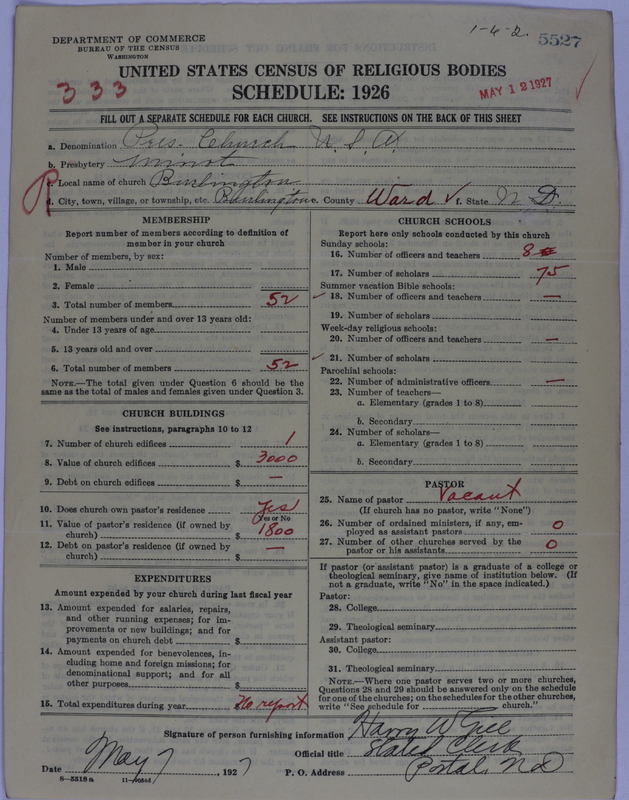 1-6-2.
5527
DEPARTMENT OF COMMERCE
BUREAU OF THE CENSUS
WASHINGTON
UNITED STATES CENSUS OF RELIGIOUS BODIES
333
SCHEDULE: 1926
MAY 12 1927
FILL OUT A SEPARATE SCHEDULE FOR EACH CHURCH. SEE INSTRUCTIONS ON THE BACK OF THIS SHEET
a. Denomination Pres. Church U. S. A.
b. Presbytery Minot
c. Local name of church Burlington
R
d. City, town, village, or township, etc. Burlington e. County Ward ✓ f. State N D.
MEMBERSHIP
Report number of members according to definition of
member in your church
Number of members, by sex:
1. Male
2. Female
3. Total number of members 52
Number of members under and over 13 years old:
4. Under 13 years of age
5. 13 years old and over
6. Total number of members 52
NOTE.—The total given under Question 6 should be the
same as the total of males and females given under Question 3.
CHURCH BUILDINGS
See instructions, paragraphs 10 to 12
7. Number of church edifices 1
8. Value of church edifices $ 3000
9. Debt on church edifices $ —
10. Does church own pastor's residence Yes
Yes or No
11. Value of pastor's residence (if owned by
church) $ 1800
12. Debt on pastor's residence (if owned by
church) $ —
EXPENDITURES
Amount expended by your church during last fiscal year
13. Amount expended for salaries, repairs,
and other running expenses; for im-
provements or new buildings; and for
payments on church debt $
14. Amount expended for benevolences, in-
cluding home and foreign missions; for
denominational support; and for all
other purposes $
15. Total expenditures during year No report
CHURCH SCHOOLS
Report here only schools conducted by this church
Sunday schools:
16. Number of officers and teachers 8
17. Number of scholars 75
Summer vacation Bible schools:
✓ 18. Number of officers and teachers —
19. Number of scholars
Week-day religious schools:
20. Number of officers and teachers —
✓ 21. Number of scholars
Parochial schools:
22. Number of administrative officers —
23. Number of teachers—
a. Elementary (grades 1 to 8)
b. Secondary
24. Number of scholars—
a. Elementary (grades 1 to 8)
b. Secondary
PASTOR
25. Name of pastor Vacant
(If church has no pastor, write "None")
26. Number of ordained ministers, if any, em-
ployed as assistant pastors 0
27. Number of other churches served by the
pastor or his assistants 0
If pastor (or assistant pastor) is a graduate of a college or
theological seminary, give name of institution below. (If
not a graduate, write "No" in the space indicated.)
Pastor:
28. College
29. Theological seminary
Assistant pastor:
30. College
31. Theological seminary
NOTE.—Where one pastor serves two or more churches,
Questions 28 and 29 should be answered only on the schedule
for one of the churches; on the schedules for the other churches,
write "See schedule for church."
Signature of person furnishing information Harry W Gill
Official title Stated Clerk
Date May 7, 1927 P. O. Address Portal, N D
8—5518a